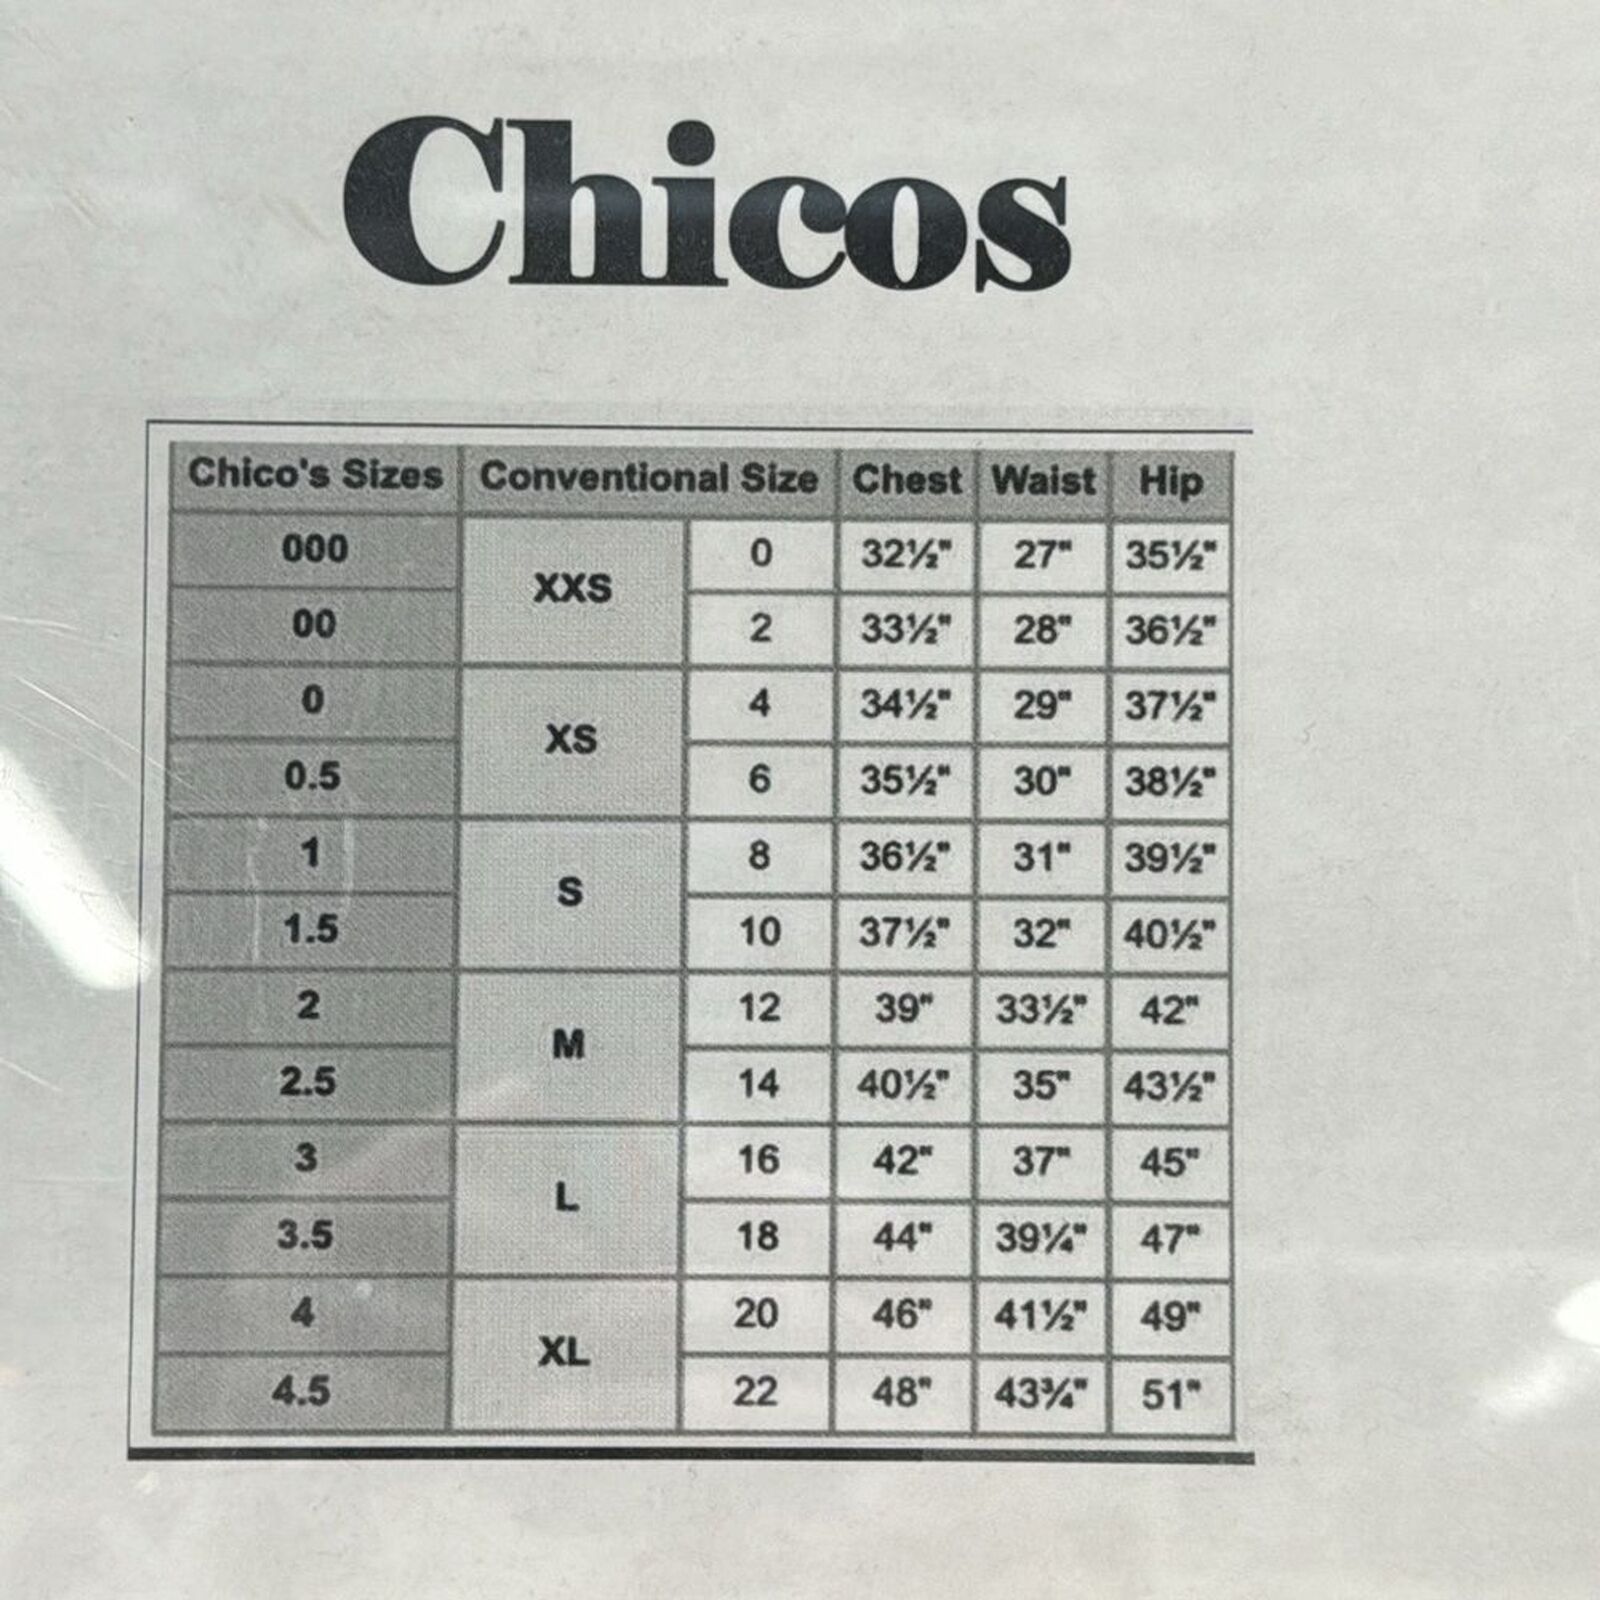 Chicos
Chico's Sizes Conventional Size Chest Waist Hip
000 XXS 0 32½" 27" 35½"
00 2 33½" 28" 36½"
0 XS 4 34½" 29" 37½"
0.5 6 35½" 30" 38½"
1 S 8 36½" 31" 39½"
1.5 10 37½" 32" 40½"
2 M 12 39" 33½" 42"
2.5 14 40½" 35" 43½"
3 L 16 42" 37" 45"
3.5 18 44" 39¼" 47"
4 XL 20 46" 41½" 49"
4.5 22 48" 43¾" 51"